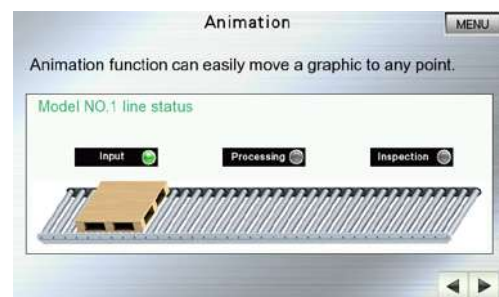 Animation
MENU
Animation function can easily move a graphic to any point.
Model NO.1 line status
Input
Processing
Inspection